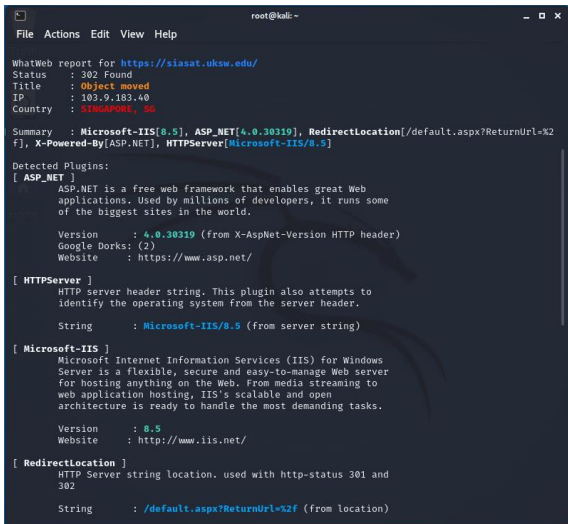 root@kali: ~
File Actions Edit View Help
WhatWeb report for https://siasat.uksw.edu/
Status : 302 Found
Title : Object moved
IP : 103.9.183.40
Country : SINGAPORE, SG
Summary : Microsoft-IIS[8.5], ASP_NET[4.0.30319], RedirectLocation[/default.aspx?ReturnUrl=%2
f], X-Powered-By[ASP.NET], HTTPServer[Microsoft-IIS/8.5]
Detected Plugins:
[ ASP_NET ]
ASP.NET is a free web framework that enables great Web
applications. Used by millions of developers, it runs some
of the biggest sites in the world.
Version : 4.0.30319 (from X-AspNet-Version HTTP header)
Google Dorks: (2)
Website : https://www.asp.net/
[ HTTPServer ]
HTTP server header string. This plugin also attempts to
identify the operating system from the server header.
String : Microsoft-IIS/8.5 (from server string)
[ Microsoft-IIS ]
Microsoft Internet Information Services (IIS) for Windows
Server is a flexible, secure and easy-to-manage Web server
for hosting anything on the Web. From media streaming to
web application hosting, IIS's scalable and open
architecture is ready to handle the most demanding tasks.
Version : 8.5
Website : http://www.iis.net/
[ RedirectLocation ]
HTTP Server string location. used with http-status 301 and
302
String : /default.aspx?ReturnUrl=%2f (from location)